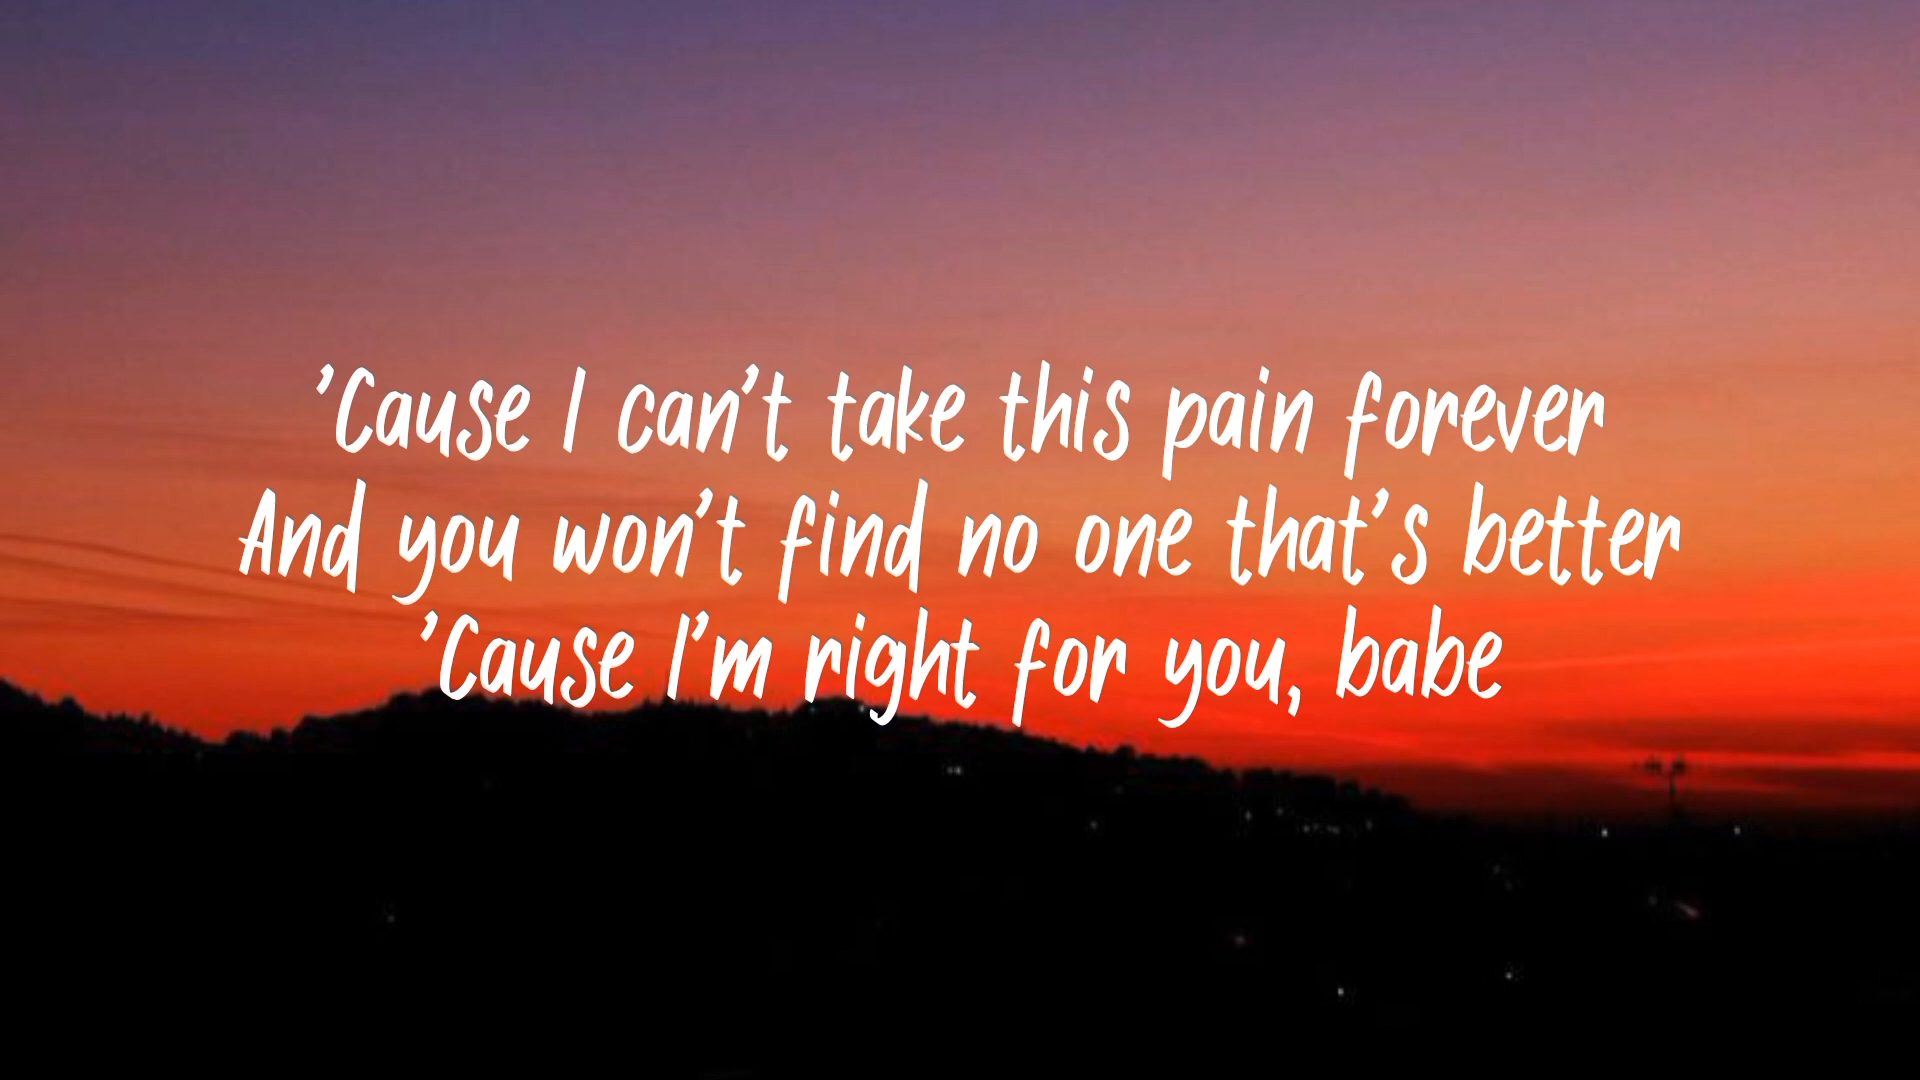 ’Cause I can’t take this pain forever
And you won’t find no one that’s better
’Cause I’m right for you, babe